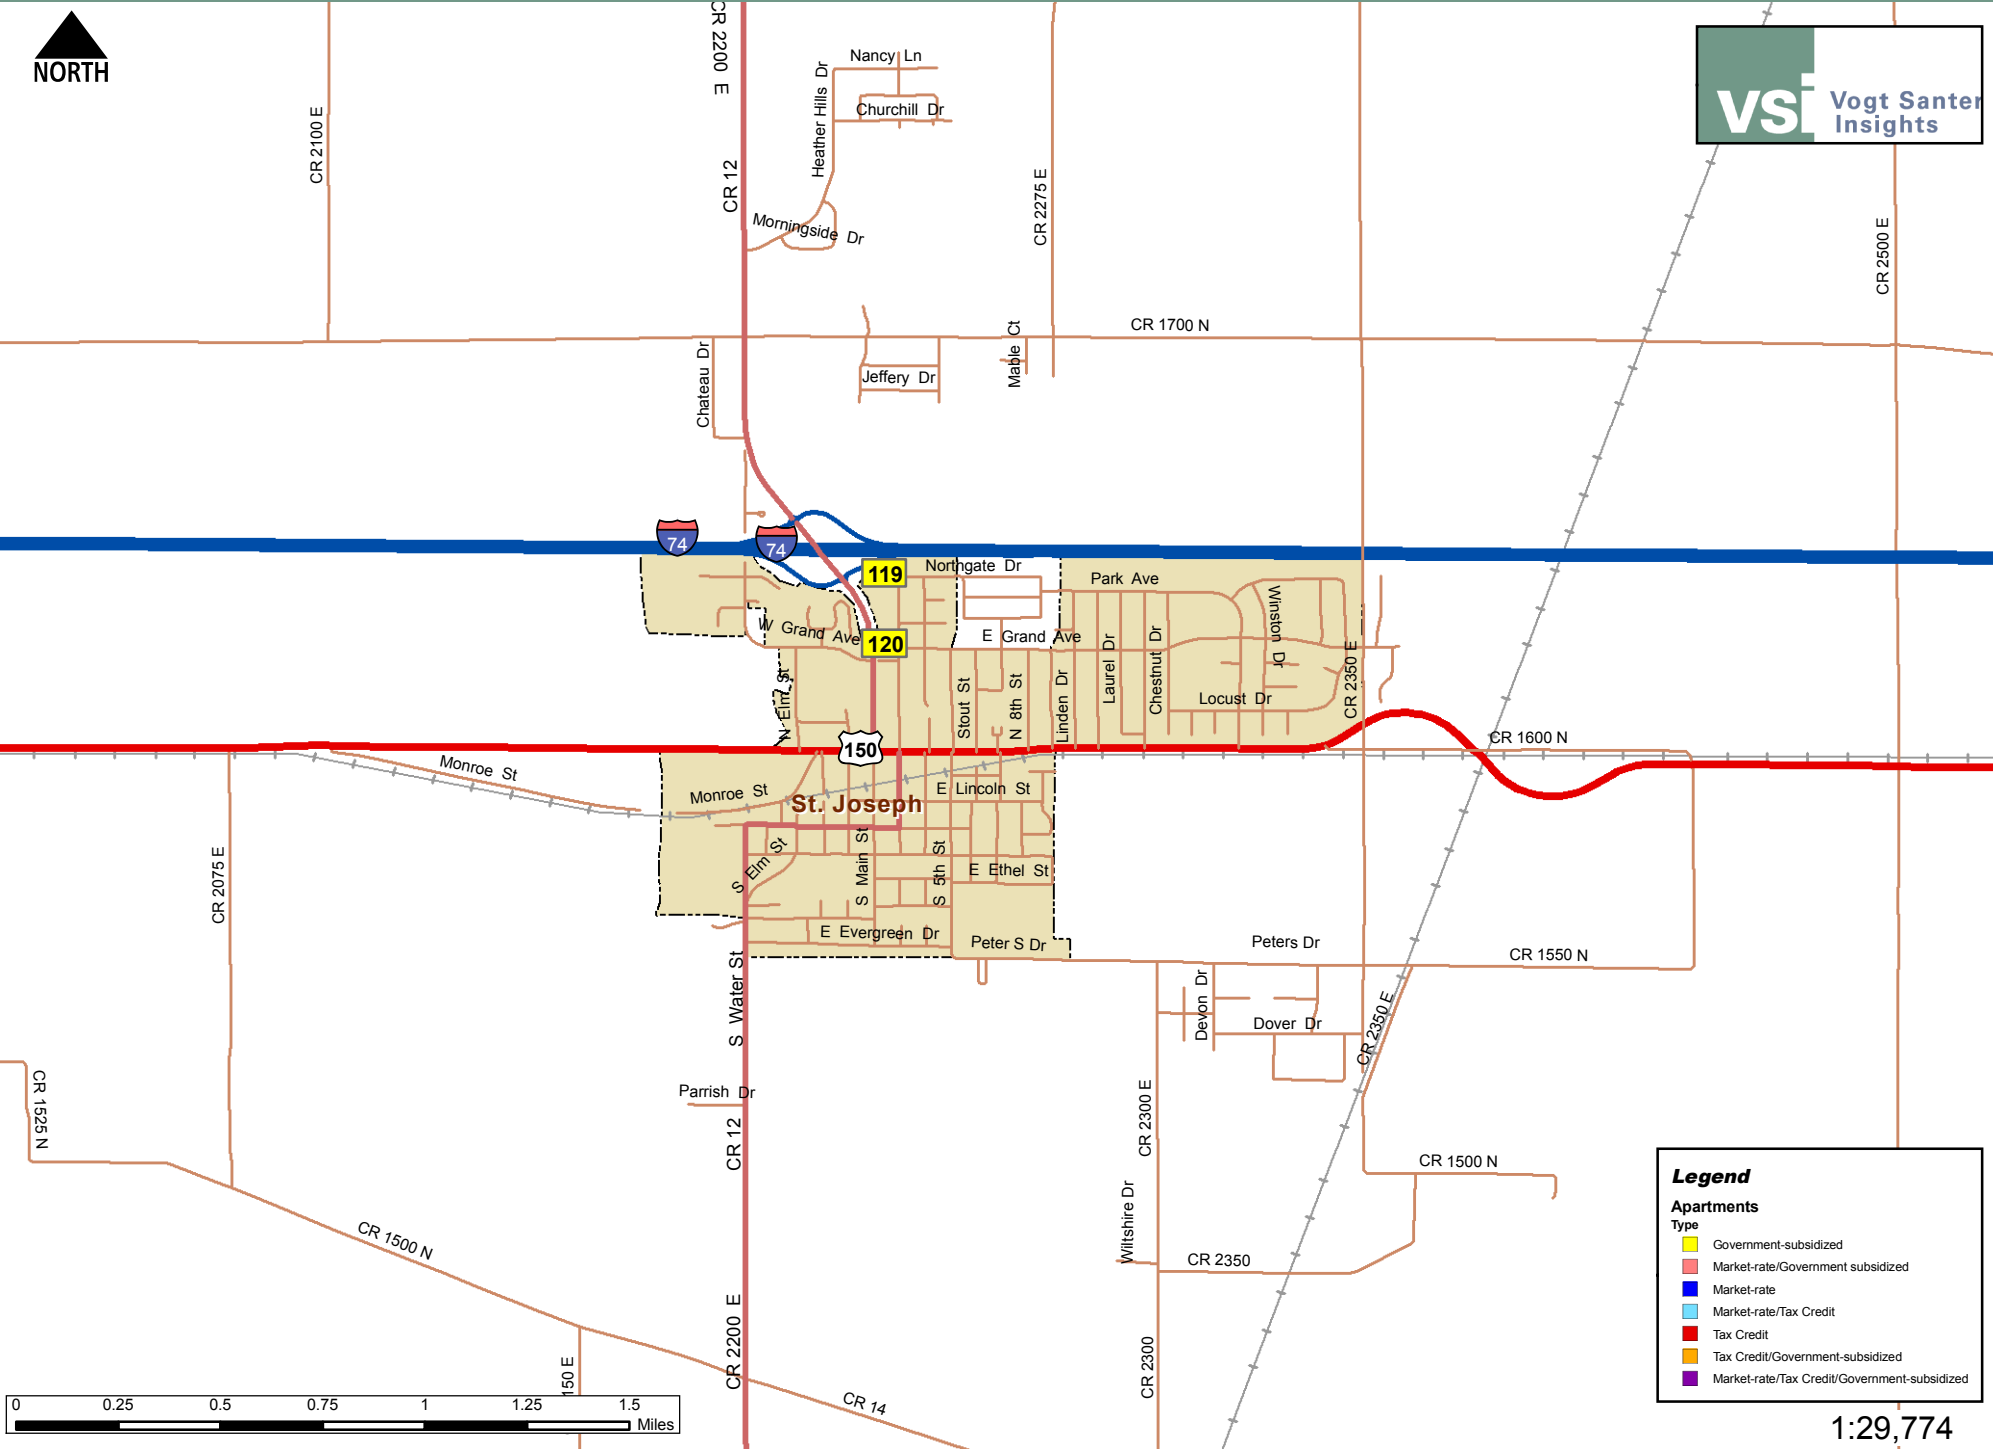 NORTH
CR 2200 E
CR 12
CR 2100 E
Nancy Ln
Heather Hills Dr
Churchill Dr
Morningside Dr
CR 2275 E
CR 2500 E
vsi
Vogt Santer
Insights
CR 1700 N
Chateau Dr
Jeffery Dr
Mable Ct
74
74
119
Northgate Dr
Park Ave
W Grand Ave
120
E Grand Ave
Winston Dr
N Elm St
Stout St
N 8th St
Linden Dr
Laurel Dr
Chestnut Dr
Locust Dr
CR 2350 E
150
CR 1600 N
Monroe St
Monroe St
St. Joseph
E Lincoln St
CR 2075 E
S Elm St
S Main St
S 5th St
E Ethel St
E Evergreen Dr
Peter S Dr
Peters Dr
CR 1550 N
S Water St
Devon Dr
Dover Dr
CR 2350 E
CR 1525 N
Parrish Dr
CR 12
CR 2300 E
CR 1500 N
Wiltshire Dr
CR 2350
CR 1500 N
CR 2200 E
CR 2300
150 E
CR 14
Legend
Apartments
Type
Government-subsidized
Market-rate/Government subsidized
Market-rate
Market-rate/Tax Credit
Tax Credit
Tax Credit/Government-subsidized
Market-rate/Tax Credit/Government-subsidized
0 0.25 0.5 0.75 1 1.25 1.5
Miles
1:29,774